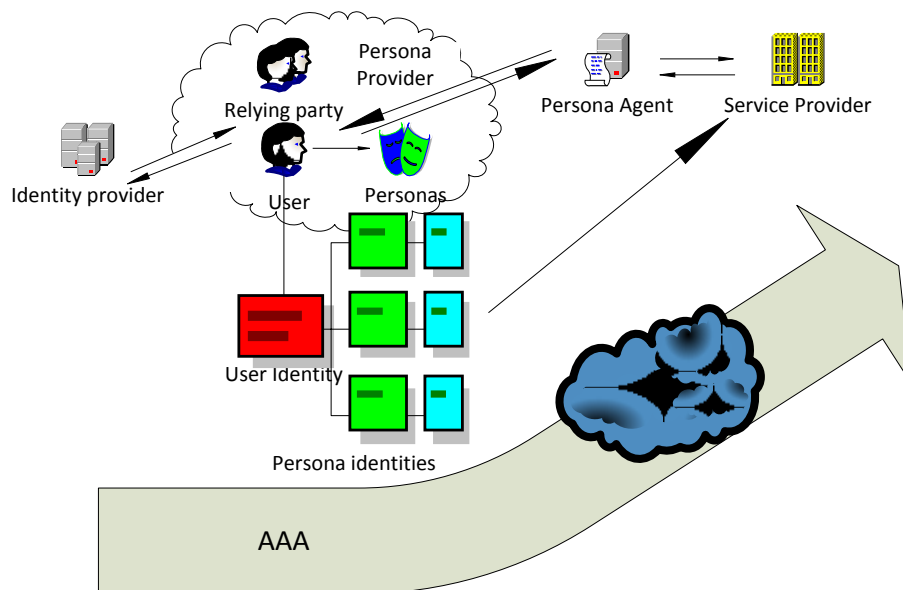 Persona
Provider
Relying party
Persona Agent
Service Provider
Identity provider
User
Personas
User Identity
Persona identities
AAA